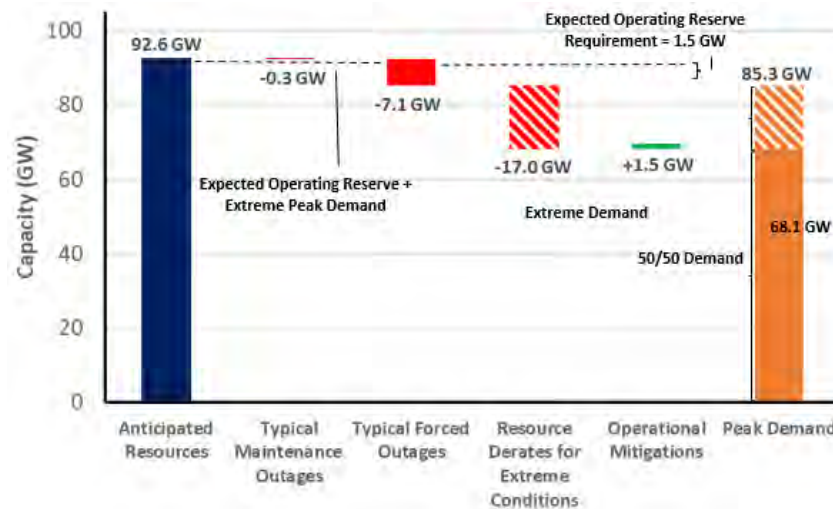 Expected Operating Reserve
Requirement = 1.5 GW
100
92.6 GW
-0.3 GW
85.3 GW
80
-7.1 GW
-17.0 GW
+1.5 GW
60
Expected Operating Reserve +
Extreme Peak Demand
Extreme Demand
68.1 GW
50/50 Demand
40
20
0
Capacity (GW)
Anticipated
Resources
Typical
Maintenance
Outages
Typical Forced
Outages
Resource
Derates for
Extreme
Conditions
Operational
Mitigations
Peak Demand